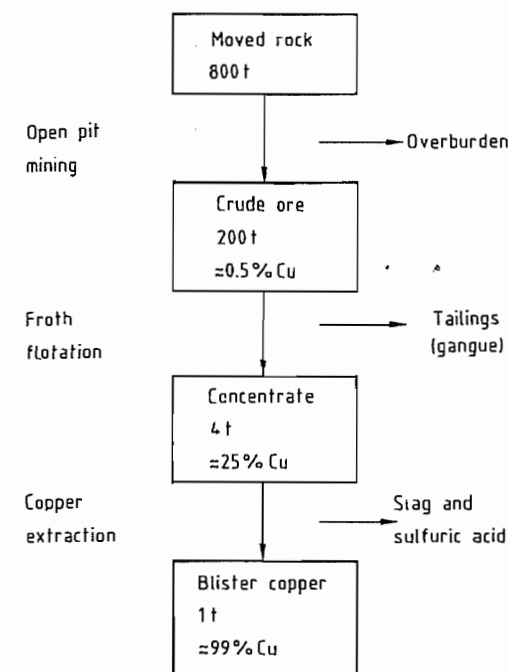 Moved rock
800 t
Open pit
mining
Overburden
Crude ore
200 t
≈0.5% Cu
Froth
flotation
Tailings
(gangue)
Concentrate
4 t
≈25% Cu
Copper
extraction
Slag and
sulfuric acid
Blister copper
1 t
≈99% Cu